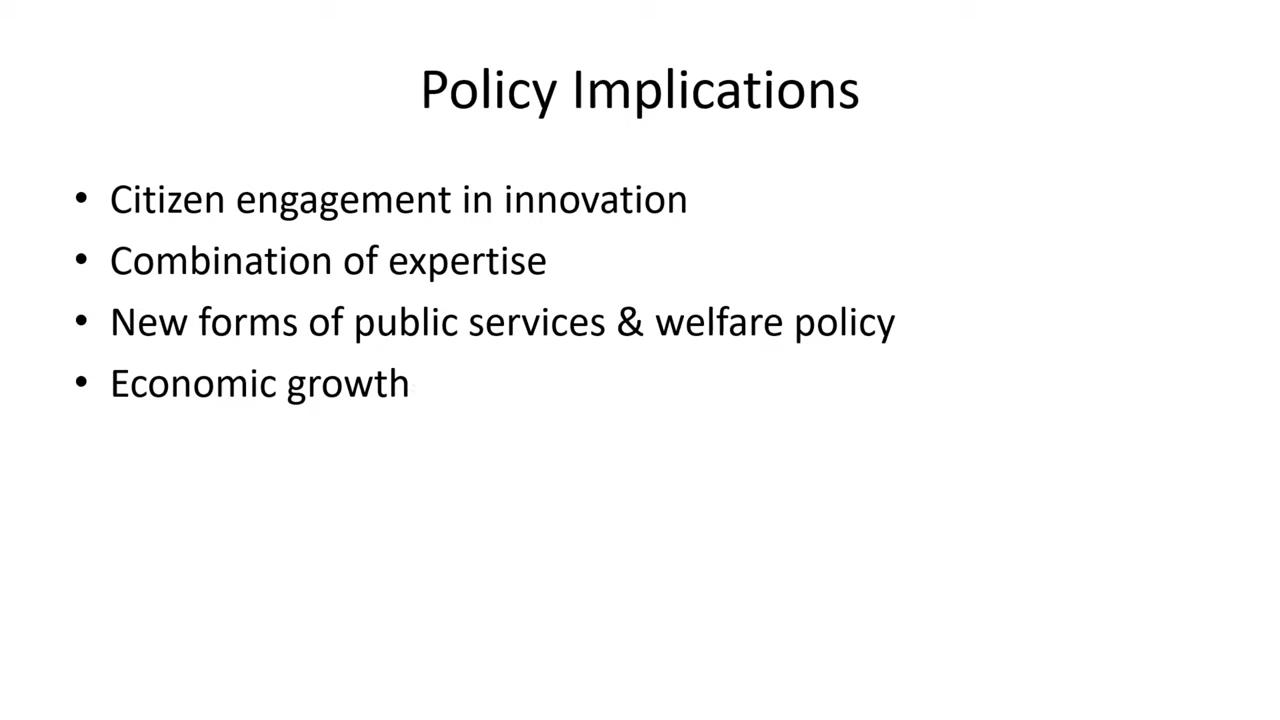 Policy Implications
• Citizen engagement in innovation
• Combination of expertise
• New forms of public services & welfare policy
• Economic growth